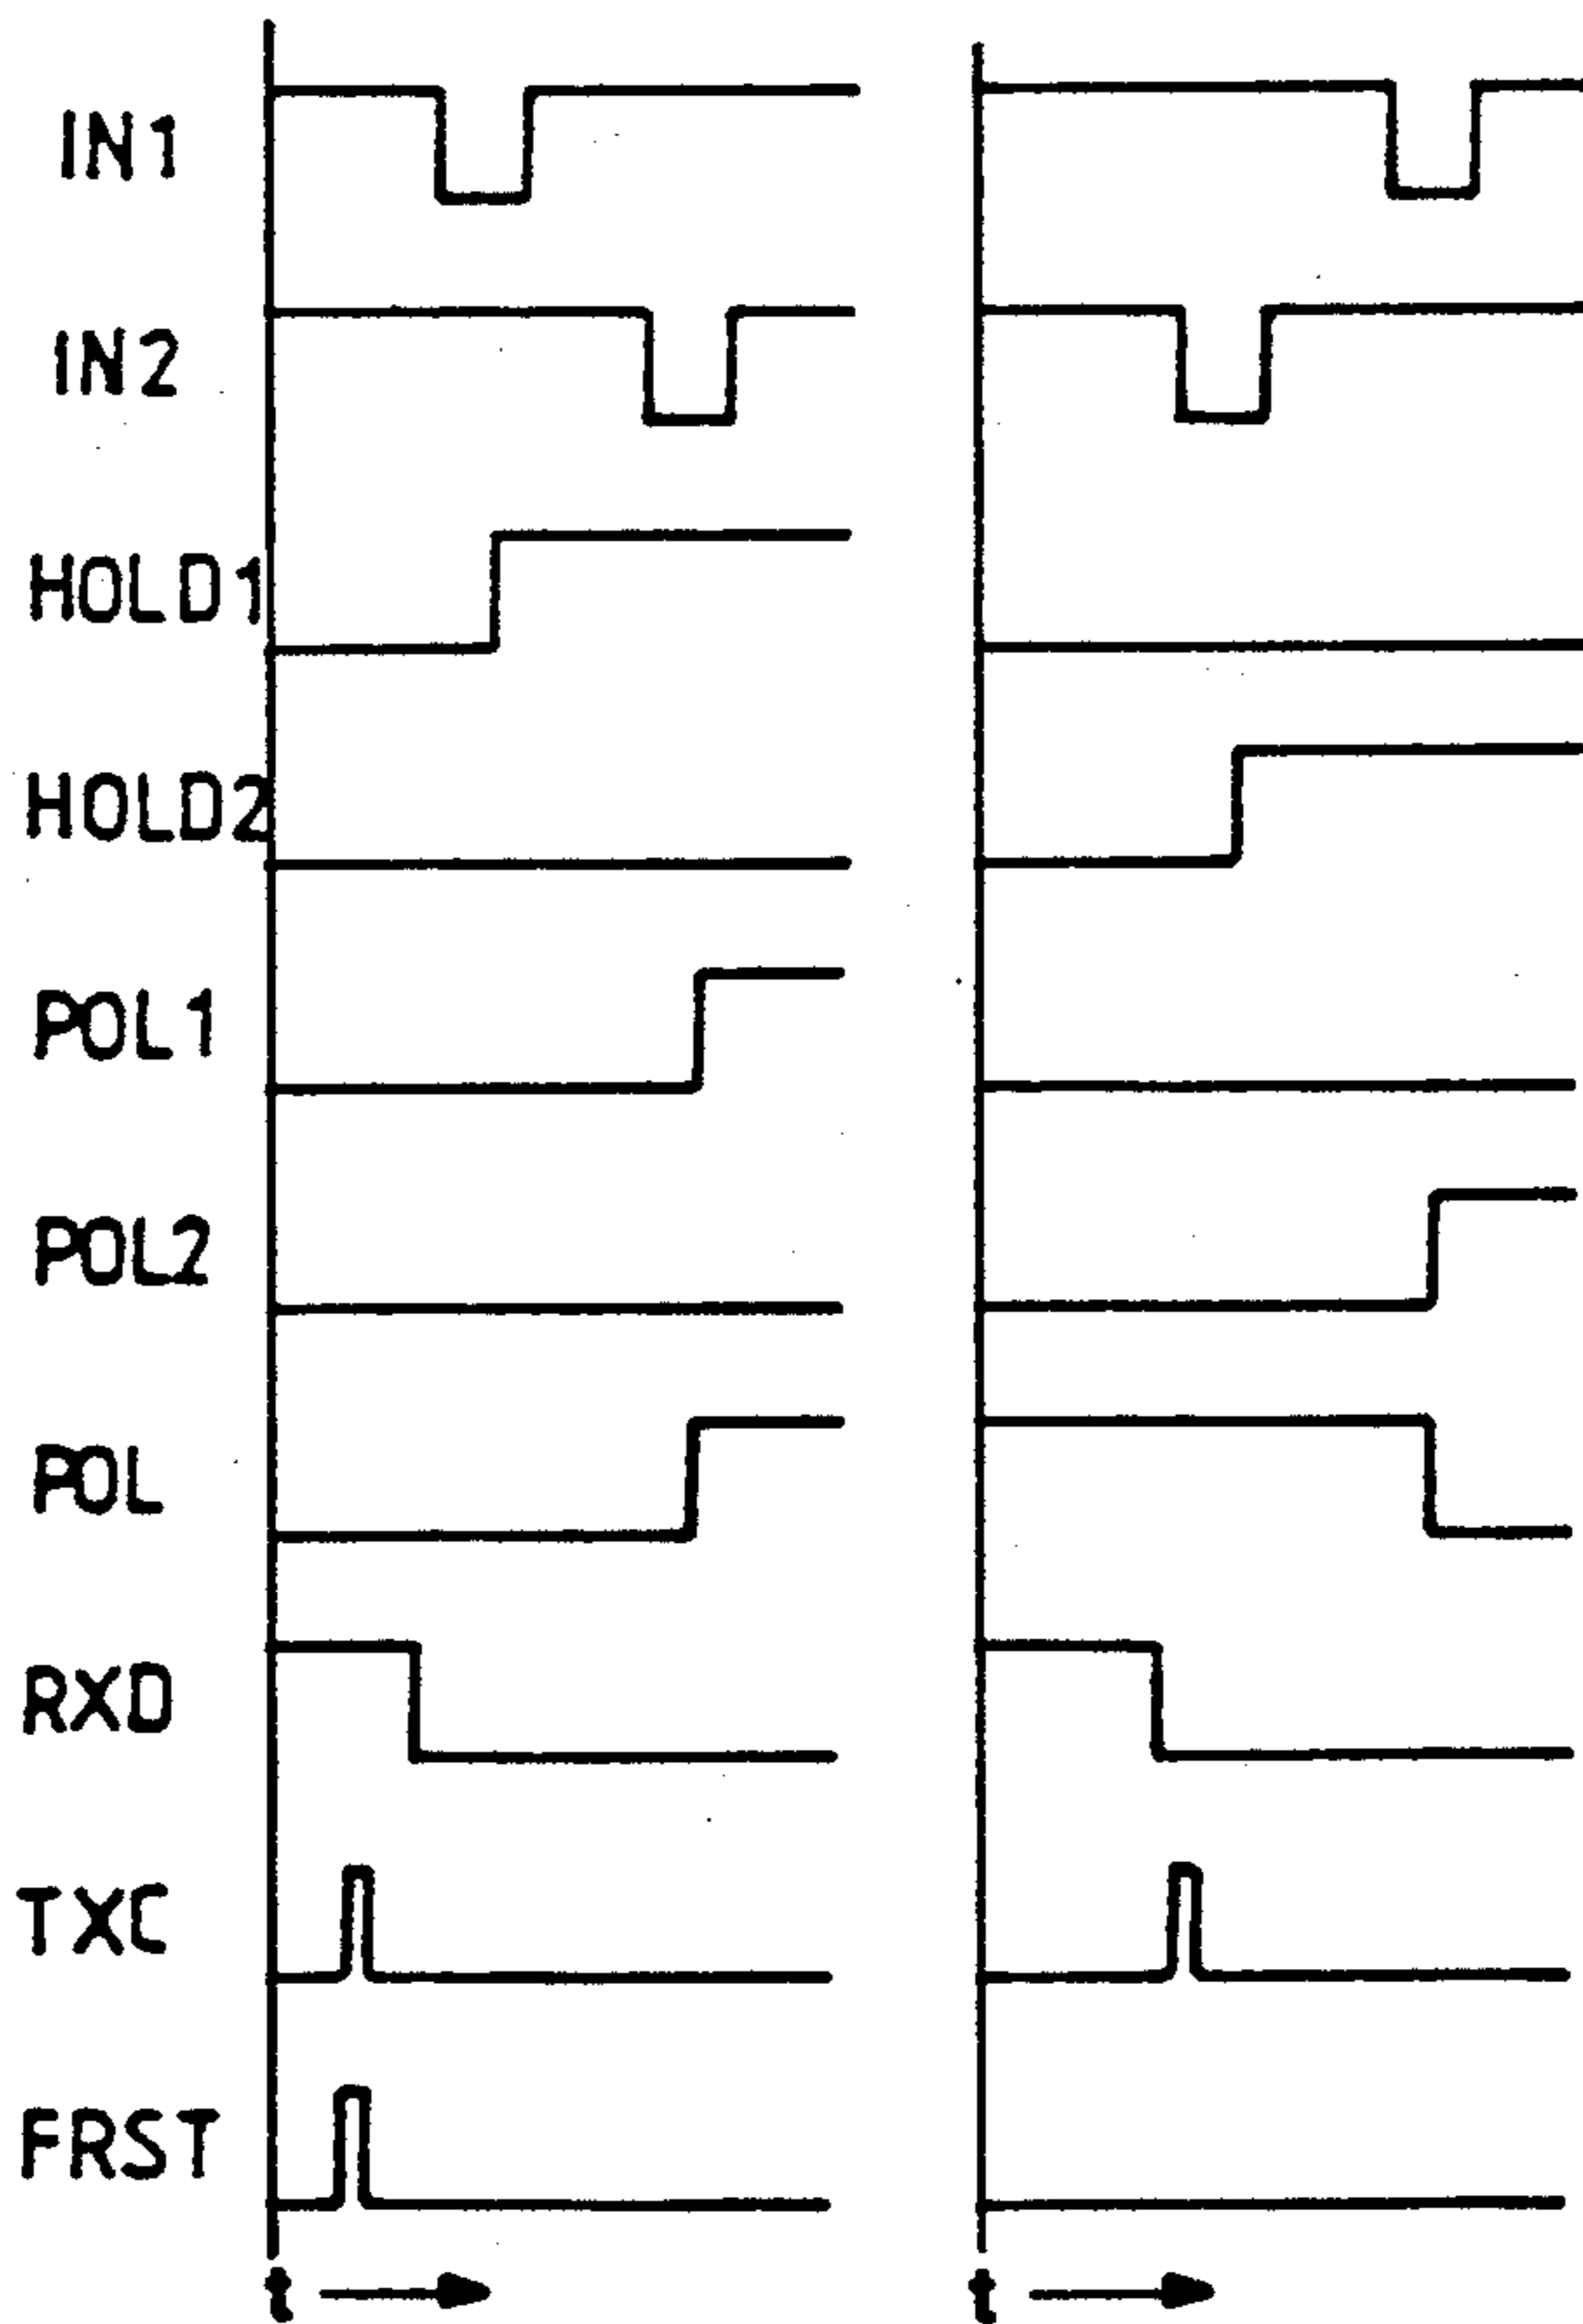 IN1
IN2
HOLD1
HOLD2
POL1
POL2
POL
RXD
TXC
FRST
t t